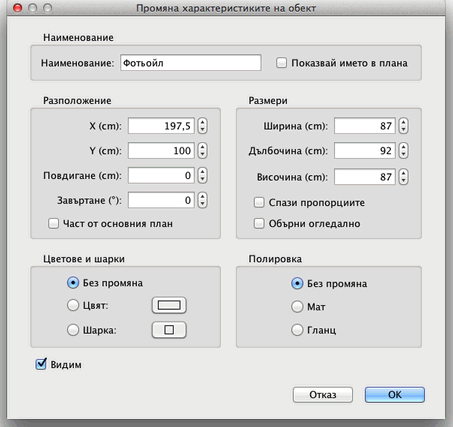 Промяна характеристиките на обект
Наименование
Наименование: Фотьойл Показвай името в плана
Разположение Размери
X (cm): 197,5 Ширина (cm): 87
Y (cm): 100 Дълбочина (cm): 92
Повдигане (cm): 0 Височина (cm): 87
Завъртане (°): 0 Спази пропорциите
Част от основния план Обърни огледално
Цветове и шарки Полировка
Без промяна Без промяна
Цвят: Мат
Шарка: Гланц
Видим
Отказ OK